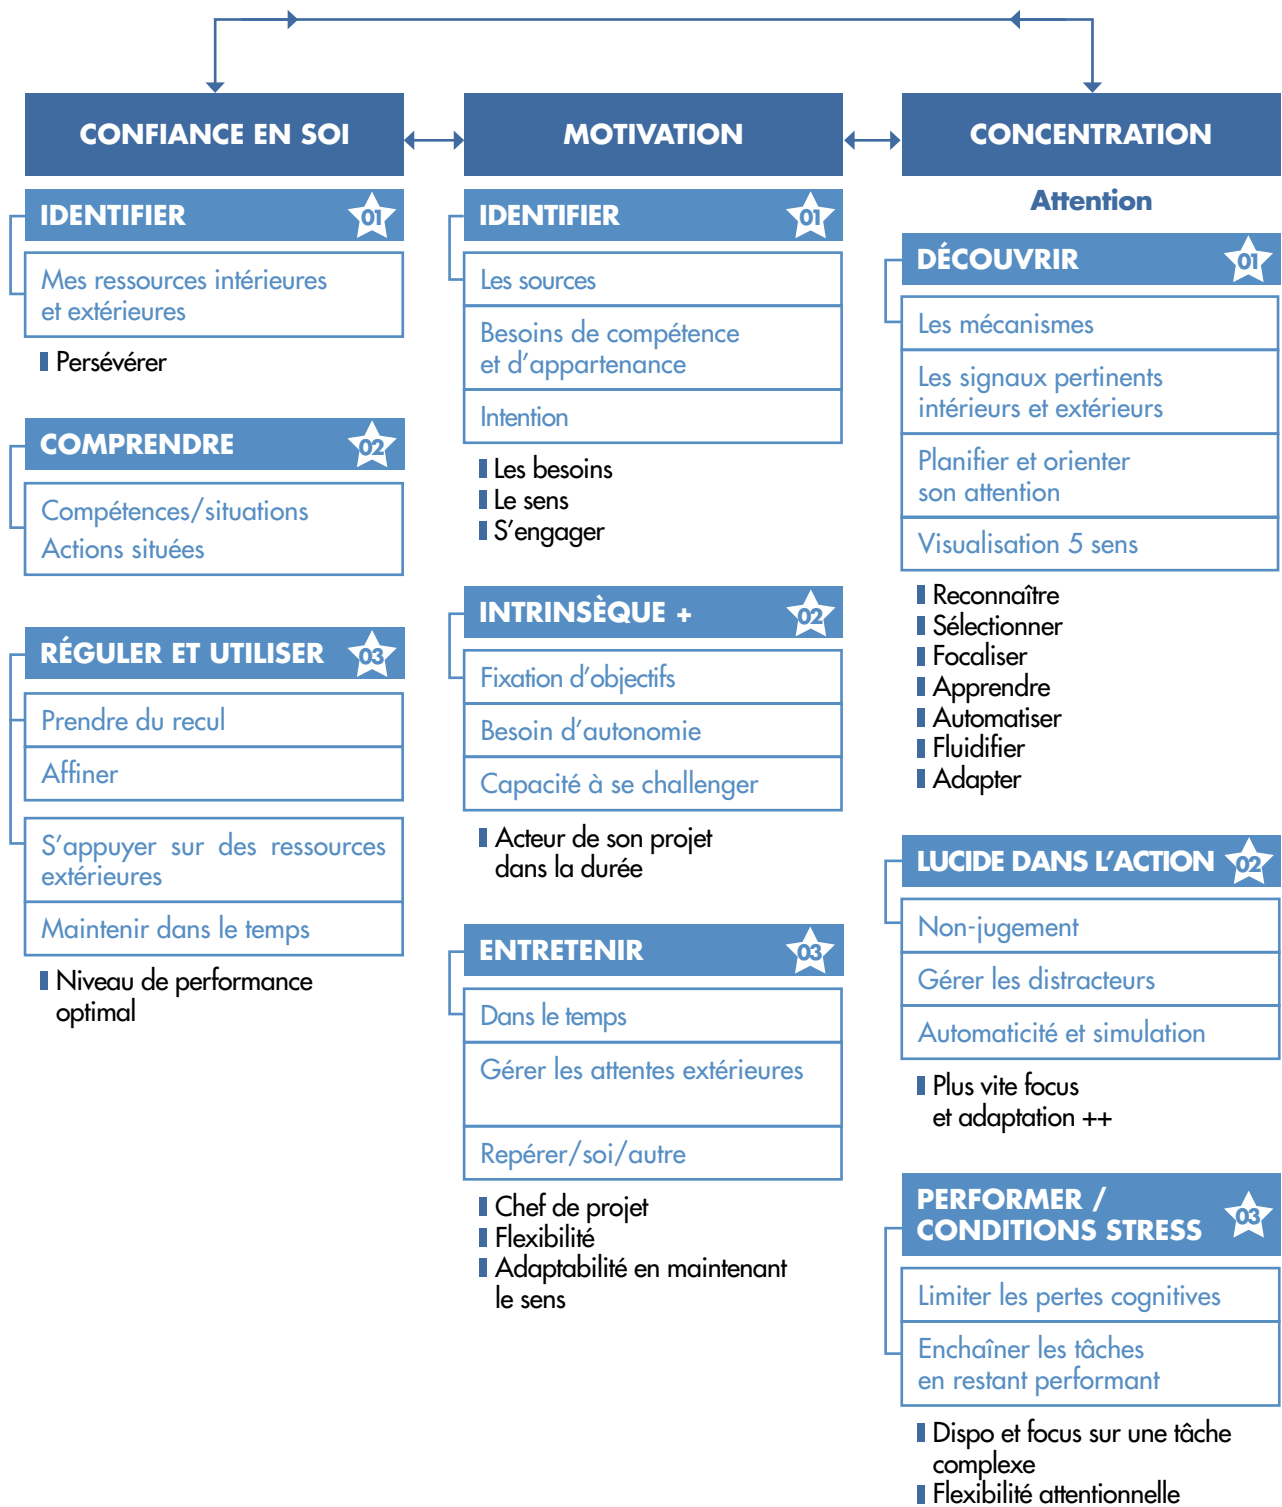 CONFIANCE EN SOI
IDENTIFIER 01
Mes ressources intérieures
et extérieures
Persévérer
COMPRENDRE 02
Compétences/situations
Actions situées
RÉGULER ET UTILISER 03
Prendre du recul
Affiner
S'appuyer sur des ressources
extérieures
Maintenir dans le temps
Niveau de performance
optimal
MOTIVATION
IDENTIFIER 01
Les sources
Besoins de compétence
et d'appartenance
Intention
Les besoins
Le sens
S'engager
INTRINSÈQUE + 02
Fixation d'objectifs
Besoin d'autonomie
Capacité à se challenger
Acteur de son projet
dans la durée
ENTRETENIR 03
Dans le temps
Gérer les attentes extérieures
Repérer/soi/autre
Chef de projet
Flexibilité
Adaptabilité en maintenant
le sens
CONCENTRATION
Attention
DÉCOUVRIR 01
Les mécanismes
Les signaux pertinents
intérieurs et extérieurs
Planifier et orienter
son attention
Visualisation 5 sens
Reconnaître
Sélectionner
Focaliser
Apprendre
Automatiser
Fluidifier
Adapter
LUCIDE DANS L'ACTION 02
Non-jugement
Gérer les distracteurs
Automaticité et simulation
Plus vite focus
et adaptation ++
PERFORMER /
CONDITIONS STRESS 03
Limiter les pertes cognitives
Enchaîner les tâches
en restant performant
Dispo et focus sur une tâche
complexe
Flexibilité attentionnelle